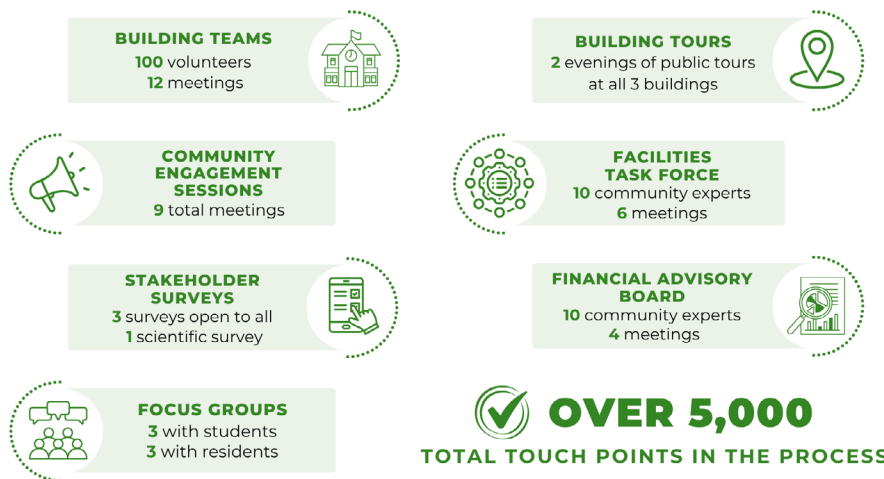 BUILDING TEAMS
100 volunteers
12 meetings
BUILDING TOURS
2 evenings of public tours
at all 3 buildings
COMMUNITY
ENGAGEMENT
SESSIONS
9 total meetings
FACILITIES
TASK FORCE
10 community experts
6 meetings
STAKEHOLDER
SURVEYS
3 surveys open to all
1 scientific survey
FINANCIAL ADVISORY
BOARD
10 community experts
4 meetings
FOCUS GROUPS
3 with students
3 with residents
OVER 5,000
TOTAL TOUCH POINTS IN THE PROCESS